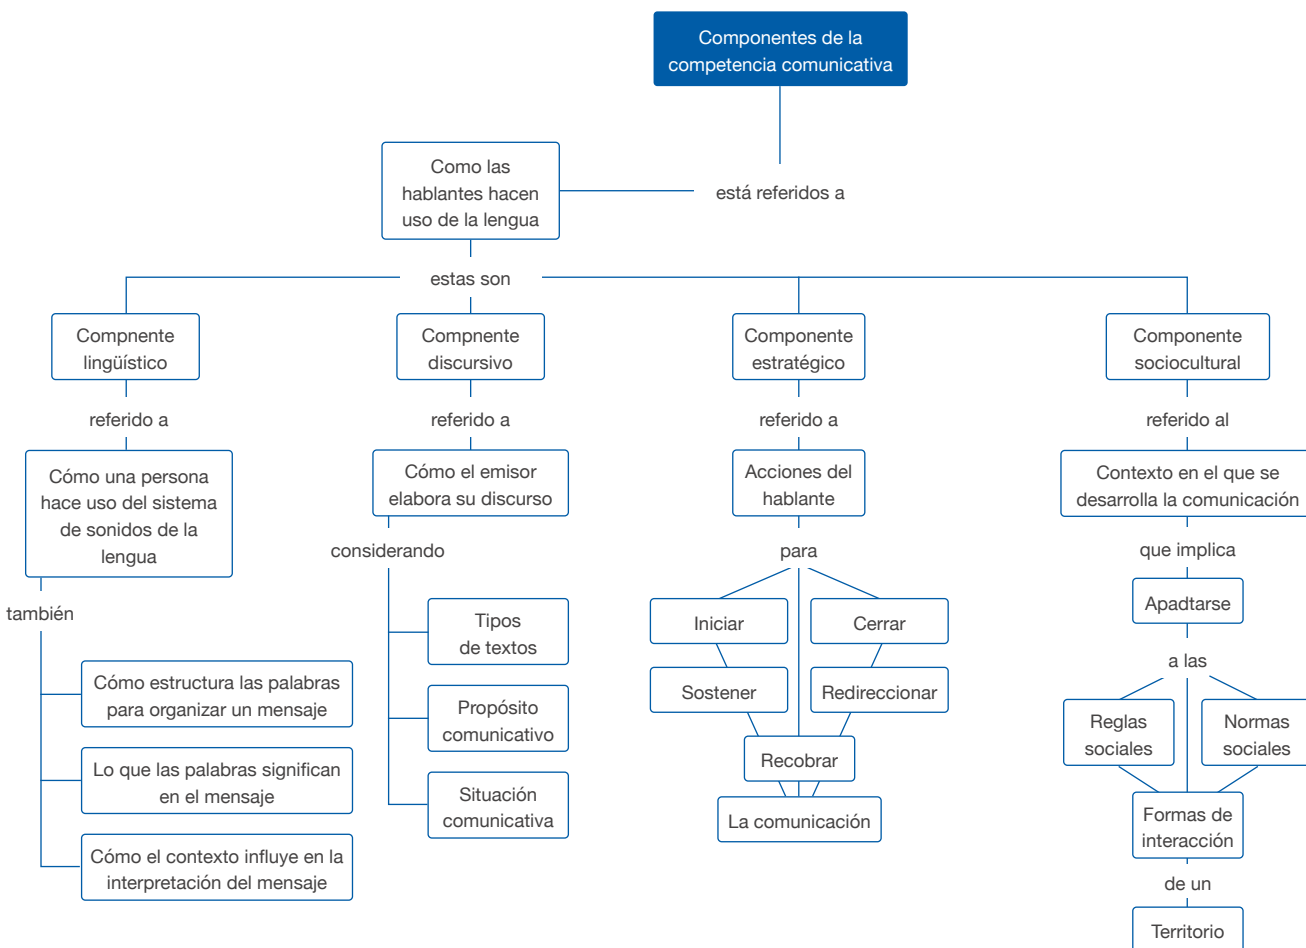 Componentes de la
competencia comunicativa
está referidos a
Como las
hablantes hacen
uso de la lengua
estas son
Compnente
lingüístico
referido a
Cómo una persona
hace uso del sistema
de sonidos de la
lengua
también
Cómo estructura las palabras
para organizar un mensaje
Lo que las palabras significan
en el mensaje
Cómo el contexto influye en la
interpretación del mensaje
Compnente
discursivo
referido a
Cómo el emisor
elabora su discurso
considerando
Tipos
de textos
Propósito
comunicativo
Situación
comunicativa
Componente
estratégico
referido a
Acciones del
hablante
para
Iniciar
Cerrar
Sostener
Redireccionar
Recobrar
La comunicación
Componente
sociocultural
referido al
Contexto en el que se
desarrolla la comunicación
que implica
Apadtarse
a las
Reglas
sociales
Normas
sociales
Formas de
interacción
de un
Territorio